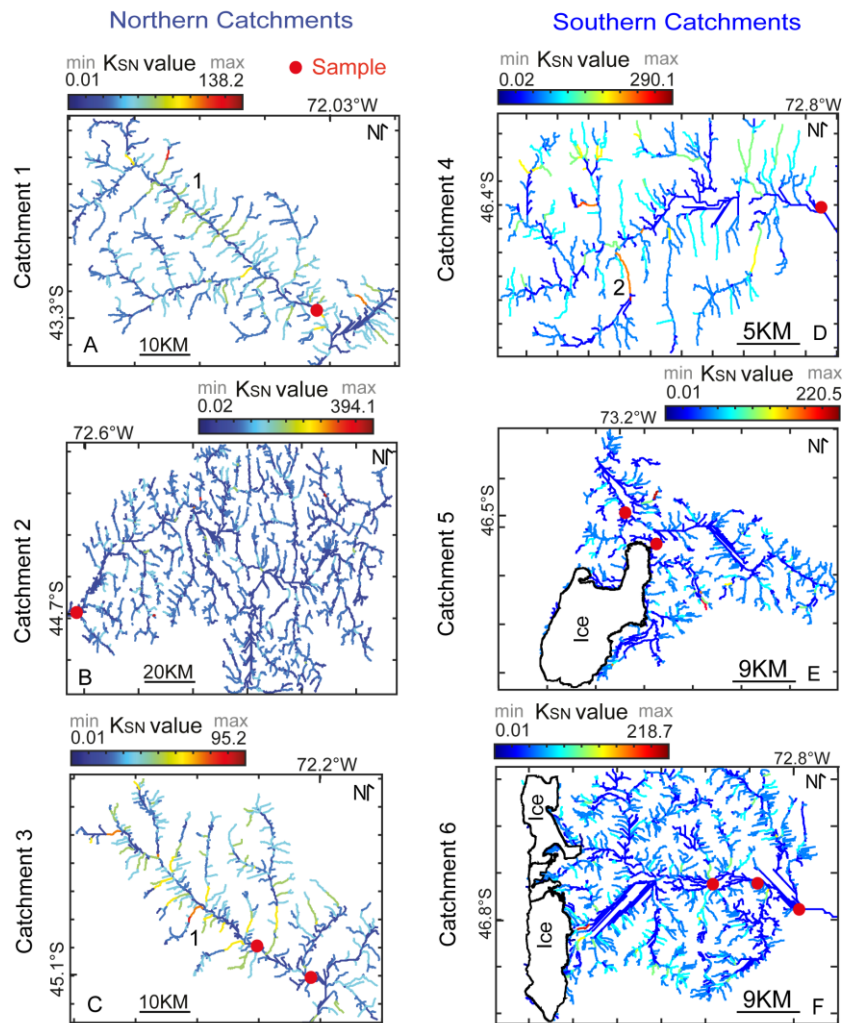 Northern Catchments
Southern Catchments
Catchment 1
min KSN value max
0.01 138.2
Sample
72.03°W
N
43.3°S
1
A
10KM
Catchment 2
min KSN value max
0.02 394.1
72.6°W
N
44.7°S
B
20KM
Catchment 3
min KSN value max
0.01 95.2
72.2°W
N
45.1°S
1
C
10KM
Catchment 4
min KSN value max
0.02 290.1
72.8°W
N
46.4°S
2
5KM
D
Catchment 5
min KSN value max
0.01 220.5
73.2°W
N
46.5°S
Ice
9KM
E
Catchment 6
min KSN value max
0.01 218.7
72.8°W
N
Ice
46.8°S
Ice
9KM
F